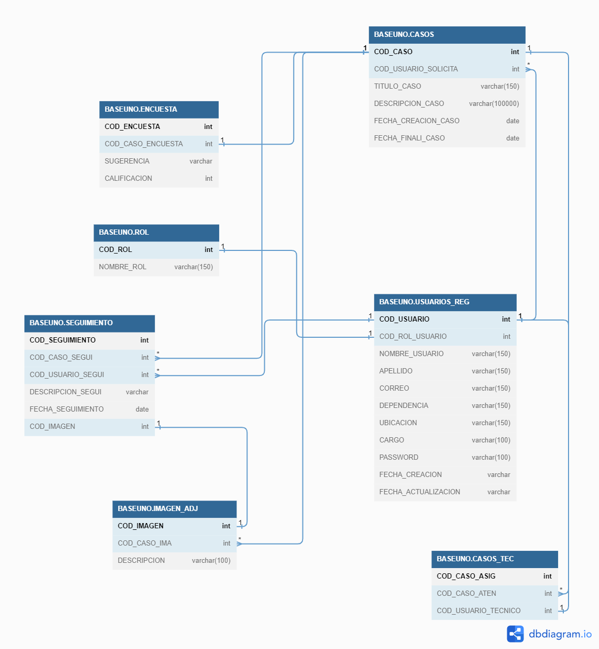 BASEUNO.CASOS
COD_CASO int
COD_USUARIO_SOLICITA int
TITULO_CASO varchar(150)
DESCRIPCION_CASO varchar(100000)
FECHA_CREACION_CASO date
FECHA_FINALI_CASO date
1
1
*
BASEUNO.ENCUESTA
COD_ENCUESTA int
COD_CASO_ENCUESTA int
SUGERENCIA varchar
CALIFICACION int
1
BASEUNO.ROL
COD_ROL int
NOMBRE_ROL varchar(150)
1
BASEUNO.USUARIOS_REG
COD_USUARIO int
COD_ROL_USUARIO int
NOMBRE_USUARIO varchar(150)
APELLIDO varchar(150)
CORREO varchar(150)
DEPENDENCIA varchar(150)
UBICACION varchar(150)
CARGO varchar(100)
PASSWORD varchar(100)
FECHA_CREACION varchar
FECHA_ACTUALIZACION varchar
1
1
1
BASEUNO.SEGUIMIENTO
COD_SEGUIMIENTO int
COD_CASO_SEGUI int
COD_USUARIO_SEGUI int
DESCRIPCION_SEGUI varchar
FECHA_SEGUIMIENTO date
COD_IMAGEN int
*
*
1
BASEUNO.IMAGEN_ADJ
COD_IMAGEN int
COD_CASO_IMA int
DESCRIPCION varchar(100)
1
*
BASEUNO.CASOS_TEC
COD_CASO_ASIG int
COD_CASO_ATEN int
COD_USUARIO_TECNICO int
*
1
dbdiagram.io